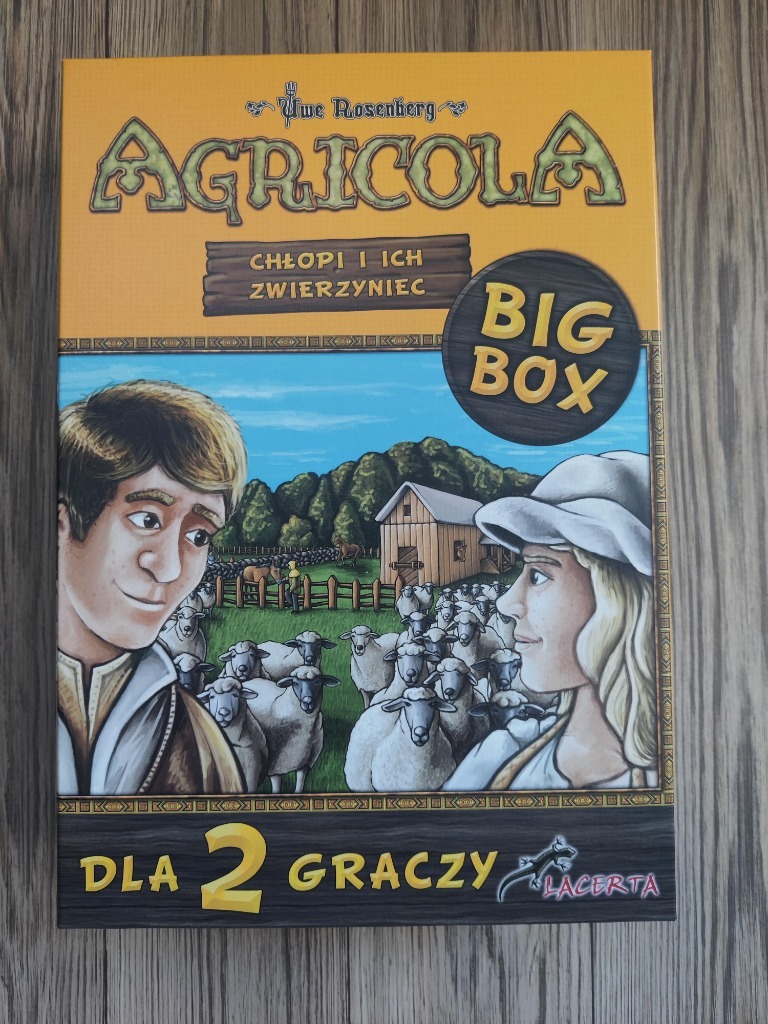 Uwe Rosenberg
AGRICOLA
CHŁOPI I ICH
ZWIERZYNIEC
BIG
BOX
DLA 2 GRACZY
LACERTA